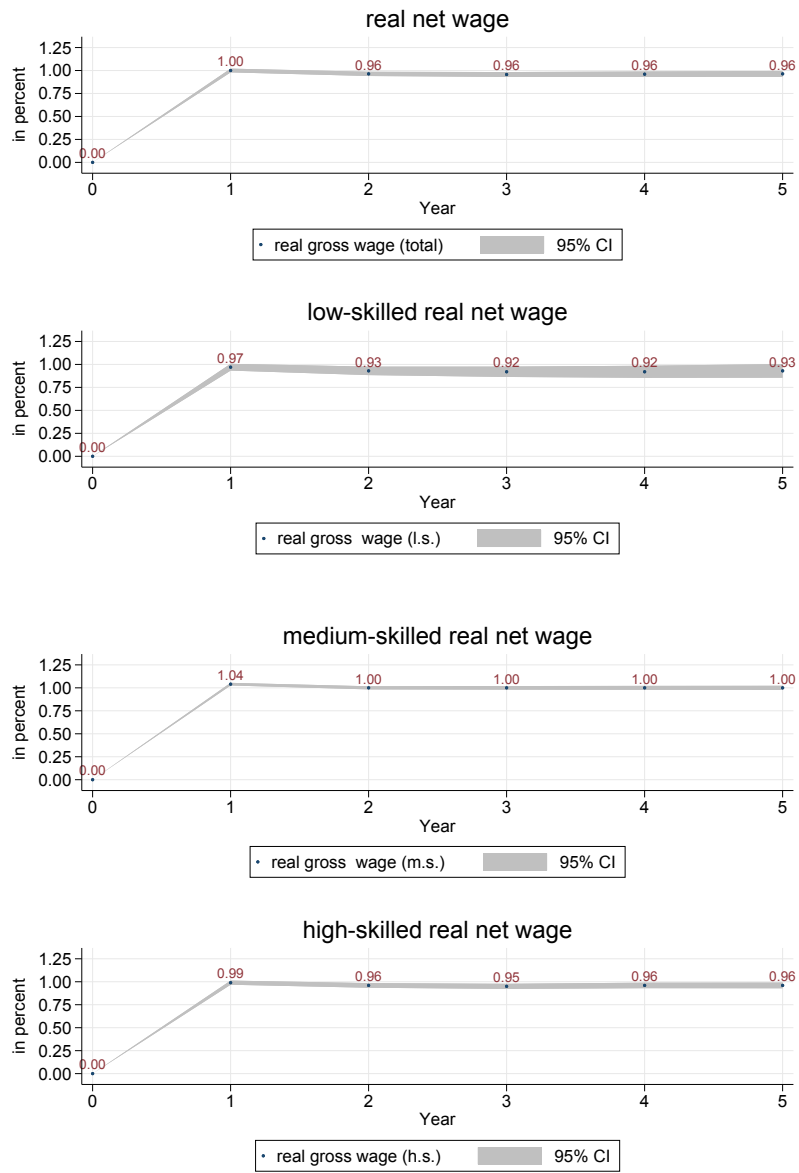 real net wage
1.25
1.00
0.75
0.50
0.25
0.00
in percent
0.00
1.00
0.96
0.96
0.96
0.96
0 1 2 3 4 5
Year
real gross wage (total) 95% CI
low-skilled real net wage
1.25
1.00
0.75
0.50
0.25
0.00
in percent
0.00
0.97
0.93
0.92
0.92
0.93
0 1 2 3 4 5
Year
real gross wage (l.s.) 95% CI
medium-skilled real net wage
1.25
1.00
0.75
0.50
0.25
0.00
in percent
0.00
1.04
1.00
1.00
1.00
1.00
0 1 2 3 4 5
Year
real gross wage (m.s.) 95% CI
high-skilled real net wage
1.25
1.00
0.75
0.50
0.25
0.00
in percent
0.00
0.99
0.96
0.95
0.96
0.96
0 1 2 3 4 5
Year
real gross wage (h.s.) 95% CI